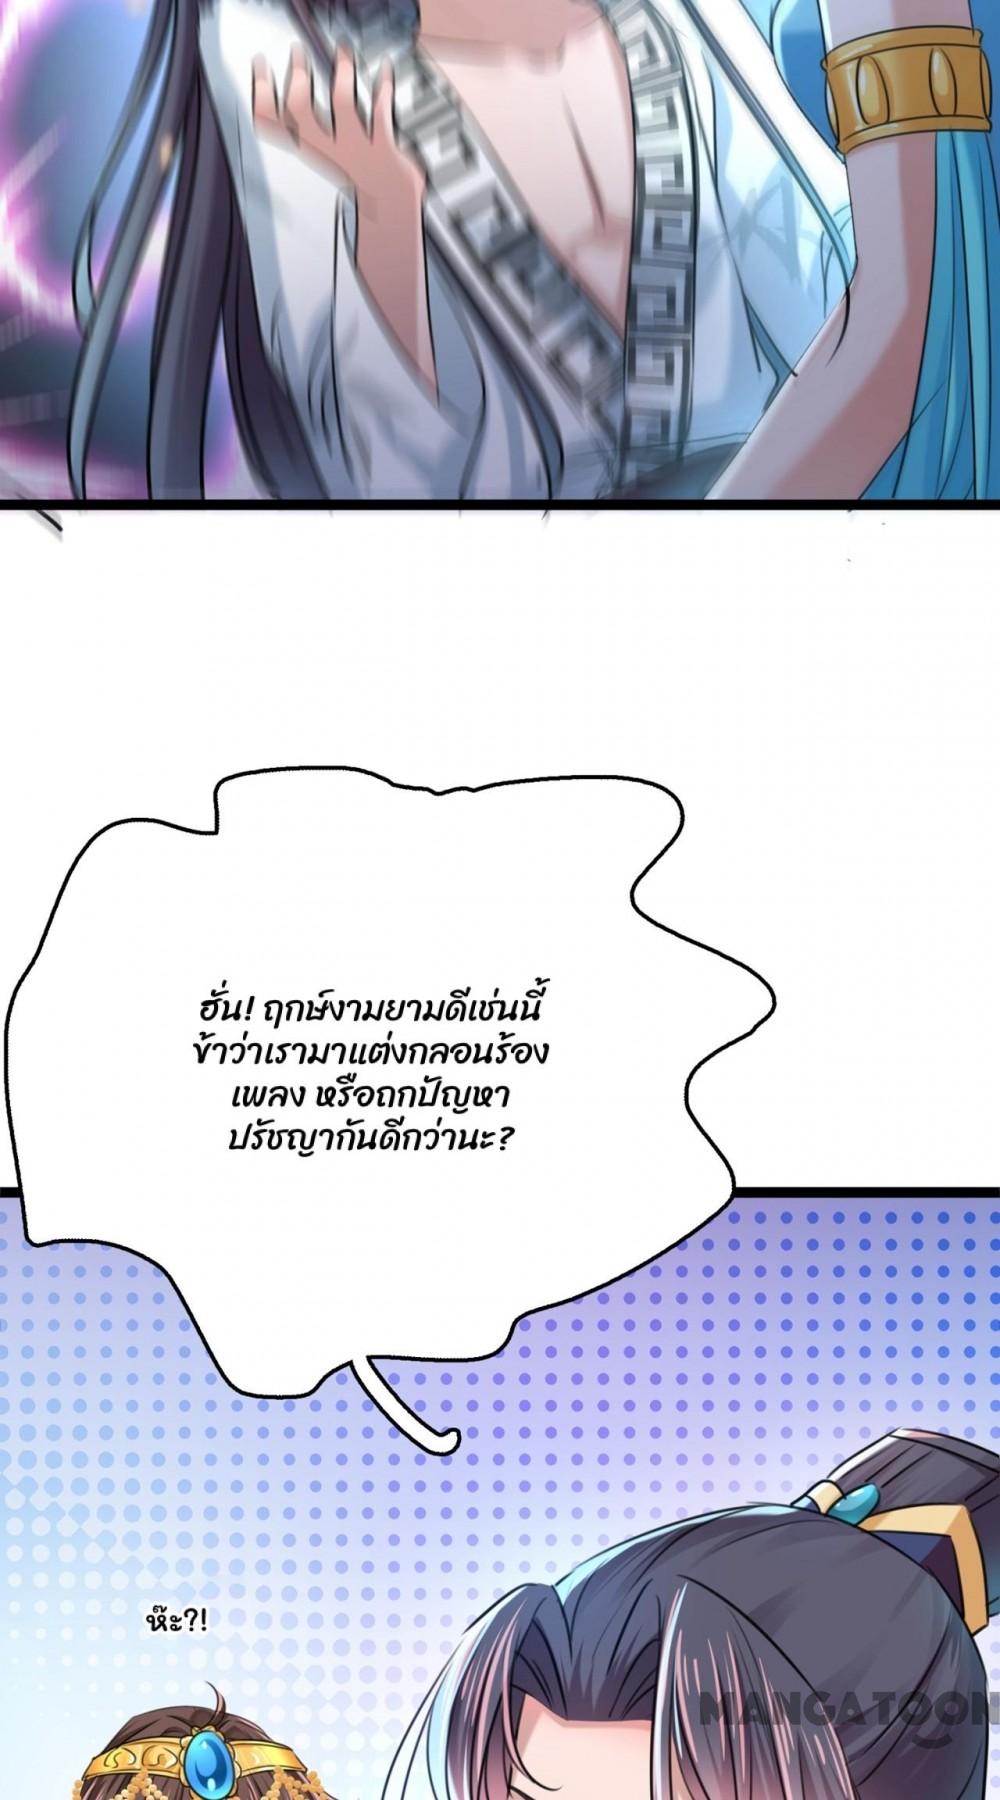 ฮั่น! ฤกษ์งามยามดีเช่นนี้
ข้าว่าเรามาแต่งกลอนร้อง
เพลง หรือถกปัญหา
ปรัชญากันดีกว่านะ?
ห๊ะ?!
MANGATOON